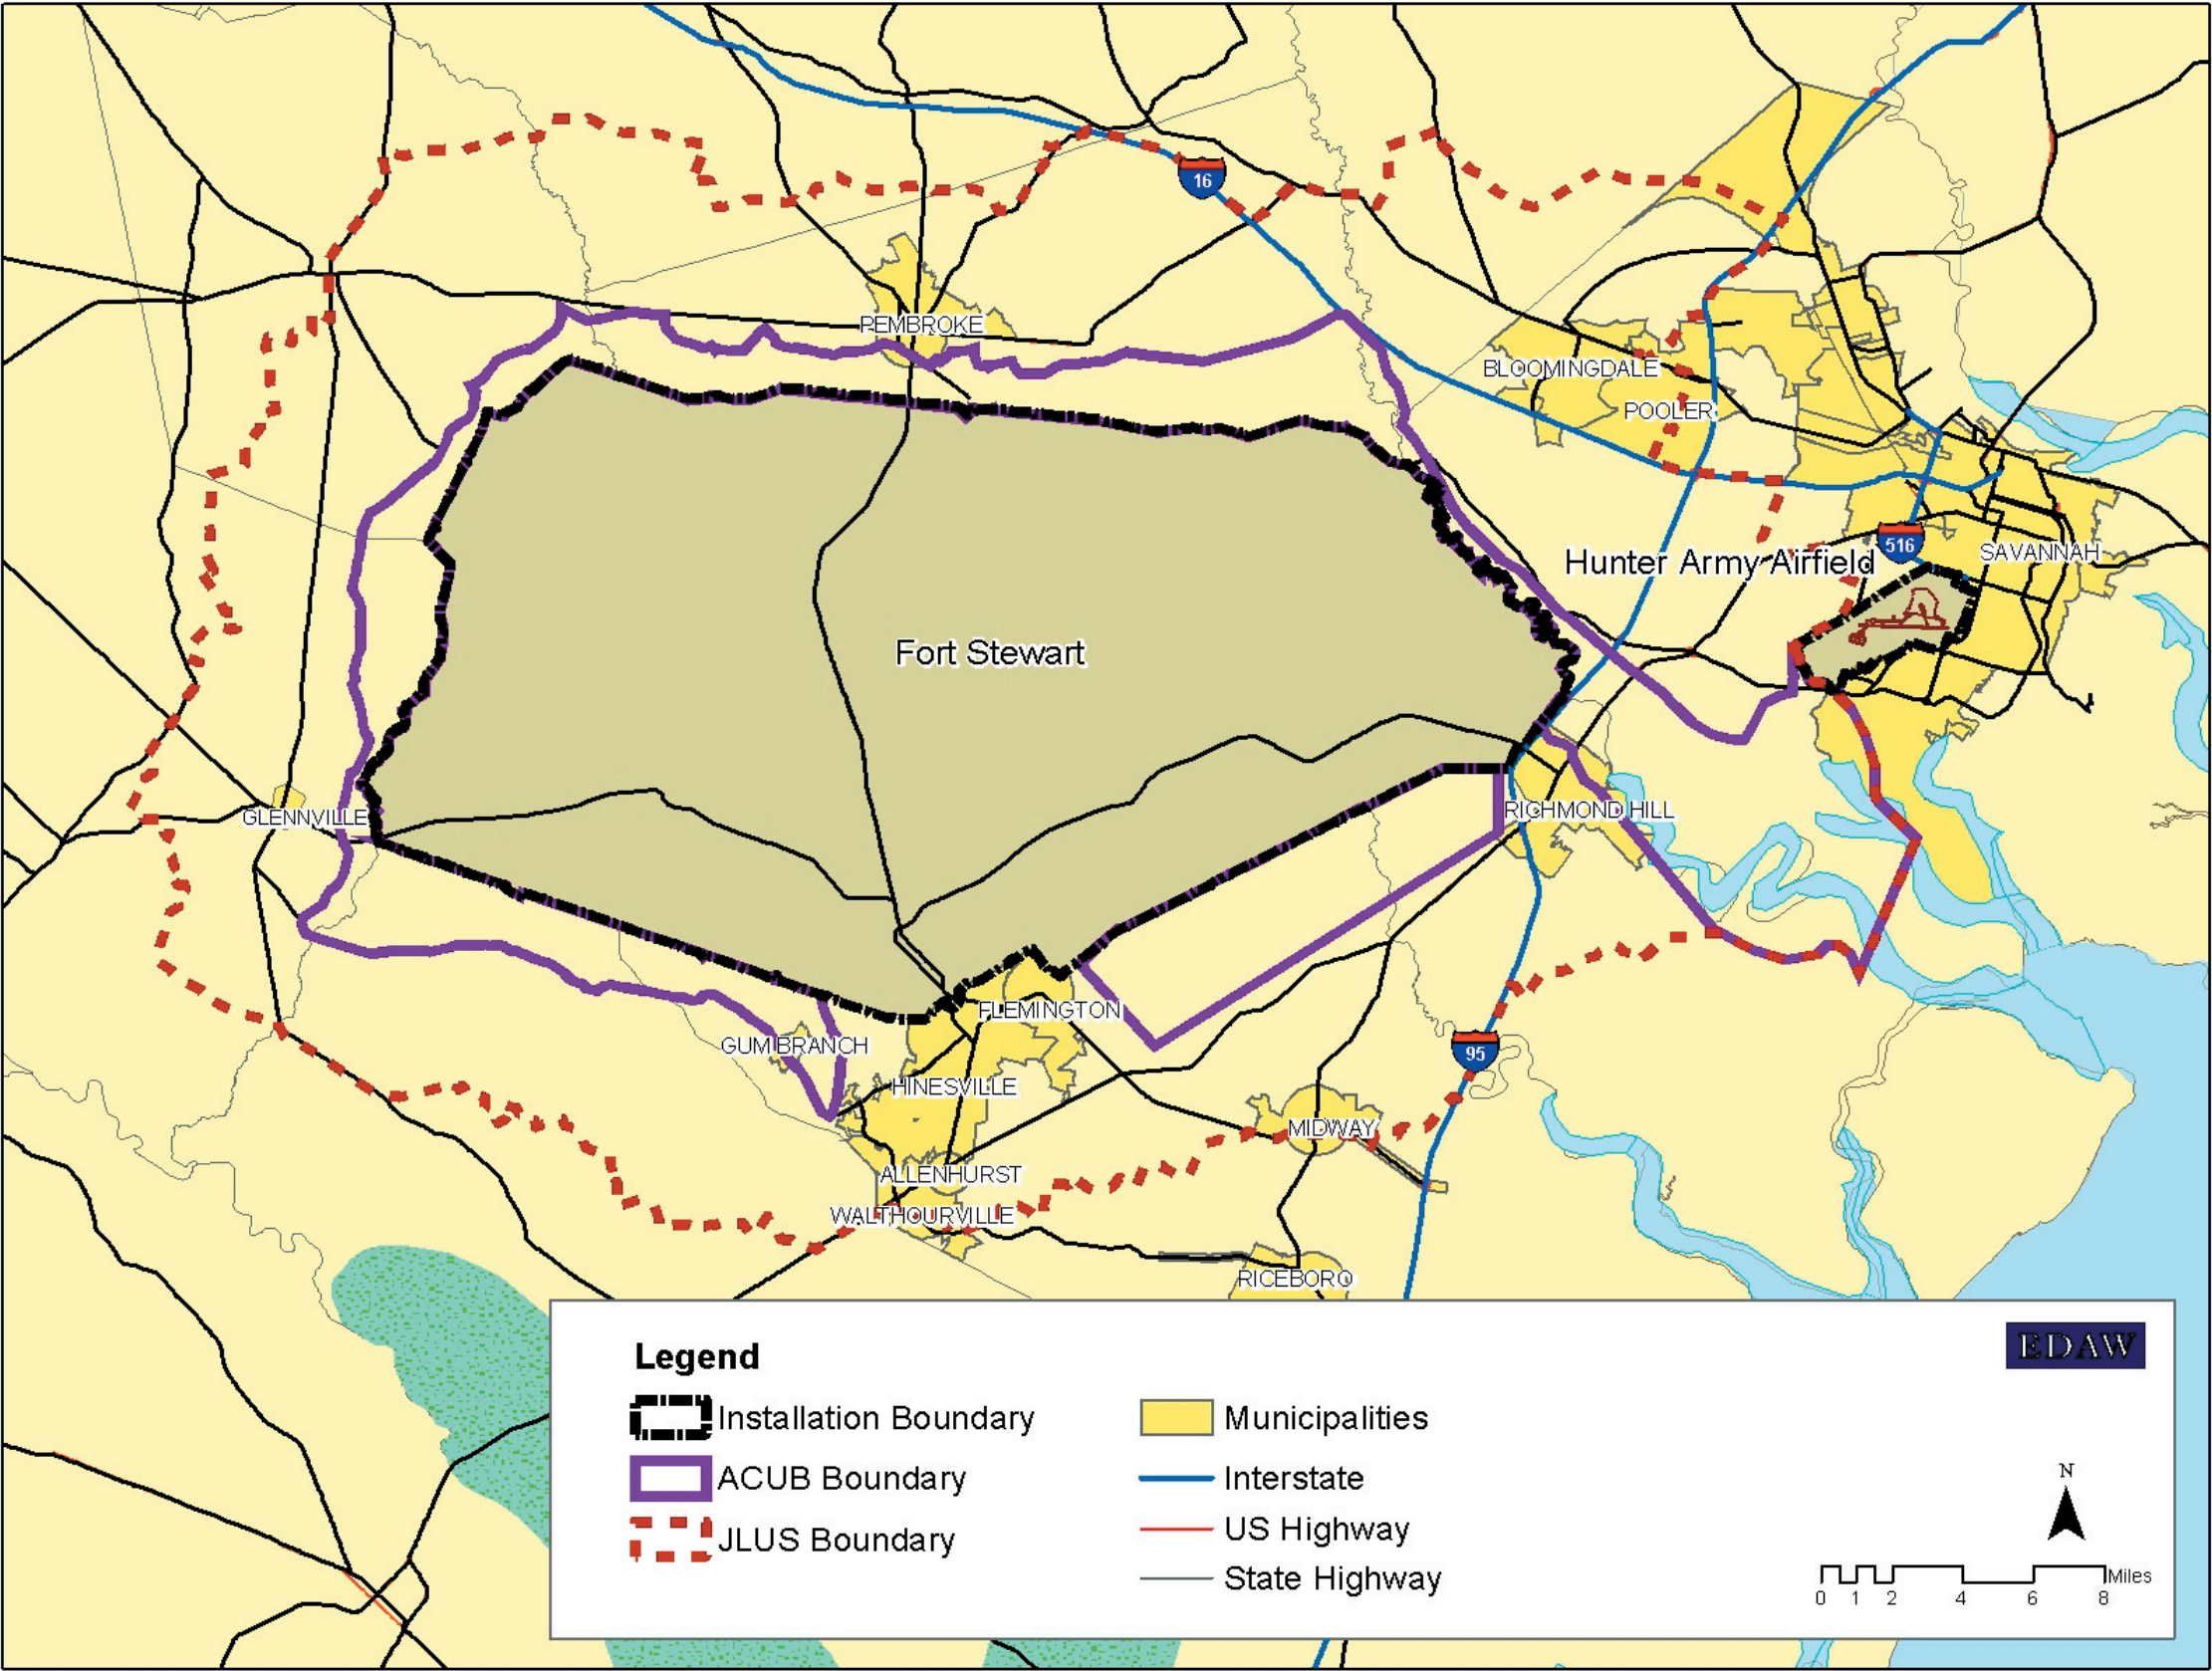 16
PEMBROKE
BLOOMINGDALE
POOLER
Hunter Army Airfield
516
SAVANNAH
Fort Stewart
GLENNVILLE
RICHMOND HILL
FLEMINGTON
GUM BRANCH
95
HINESVILLE
MIDWAY
ALLENHURST
WALTHOURVILLE
RICEBORO
Legend
EDAW
Installation Boundary
ACUB Boundary
JLUS Boundary
Municipalities
Interstate
US Highway
State Highway
N
Miles
0 1 2 4 6 8